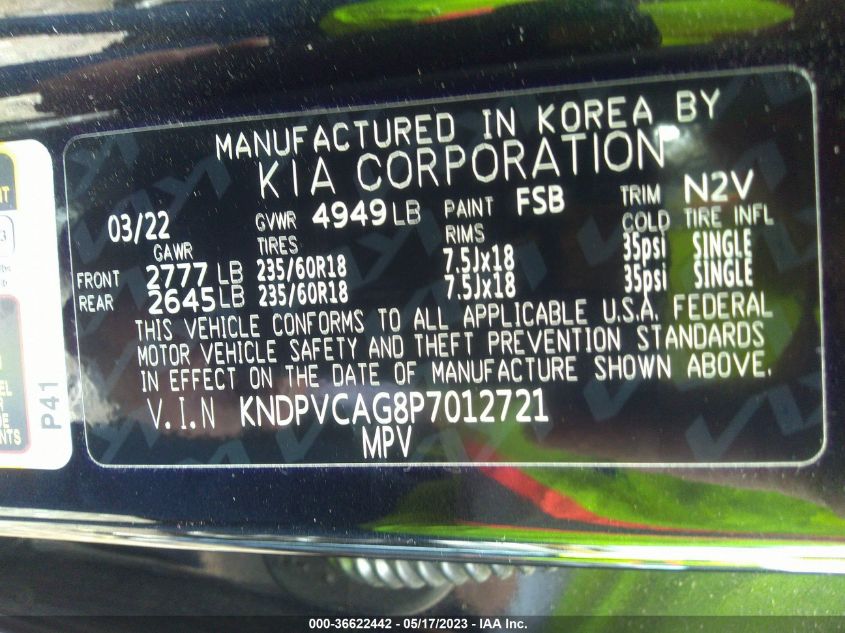 MANUFACTURED IN KOREA BY
KIA CORPORATION
03/22 GVWR 4949 LB PAINT FSB TRIM N2V
GAWR TIRES RIMS COLD TIRE INFL
FRONT 2777 LB 235/60R18 7.5Jx18 35psi SINGLE
REAR 2645 LB 235/60R18 7.5Jx18 35psi SINGLE
THIS VEHICLE CONFORMS TO ALL APPLICABLE U.S.A. FEDERAL
MOTOR VEHICLE SAFETY AND THEFT PREVENTION STANDARDS
IN EFFECT ON THE DATE OF MANUFACTURE SHOWN ABOVE.
V.I.N KNDPVCAG8P7012721
MPV
P41
000-36622442 - 05/17/2023 - IAA Inc.